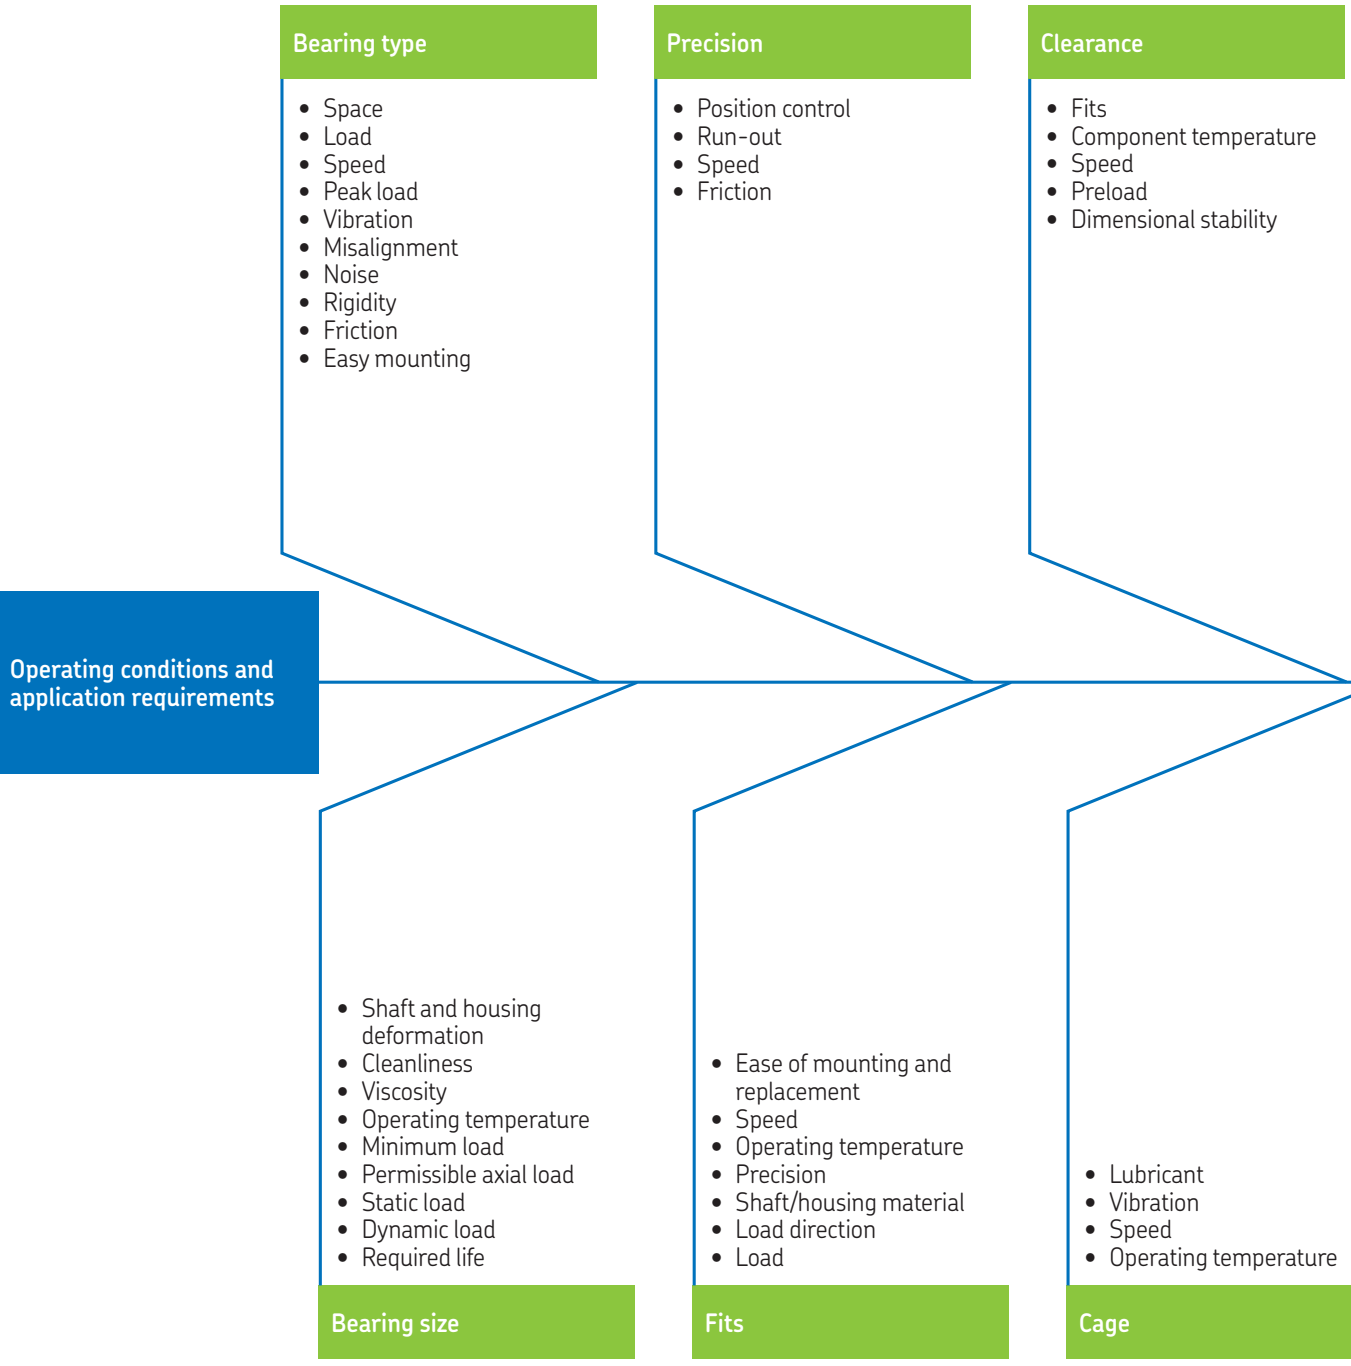 Bearing type
• Space
• Load
• Speed
• Peak load
• Vibration
• Misalignment
• Noise
• Rigidity
• Friction
• Easy mounting
Precision
• Position control
• Run-out
• Speed
• Friction
Clearance
• Fits
• Component temperature
• Speed
• Preload
• Dimensional stability
Operating conditions and
application requirements
• Shaft and housing
deformation
• Cleanliness
• Viscosity
• Operating temperature
• Minimum load
• Permissible axial load
• Static load
• Dynamic load
• Required life
Bearing size
• Ease of mounting and
replacement
• Speed
• Operating temperature
• Precision
• Shaft/housing material
• Load direction
• Load
Fits
• Lubricant
• Vibration
• Speed
• Operating temperature
Cage